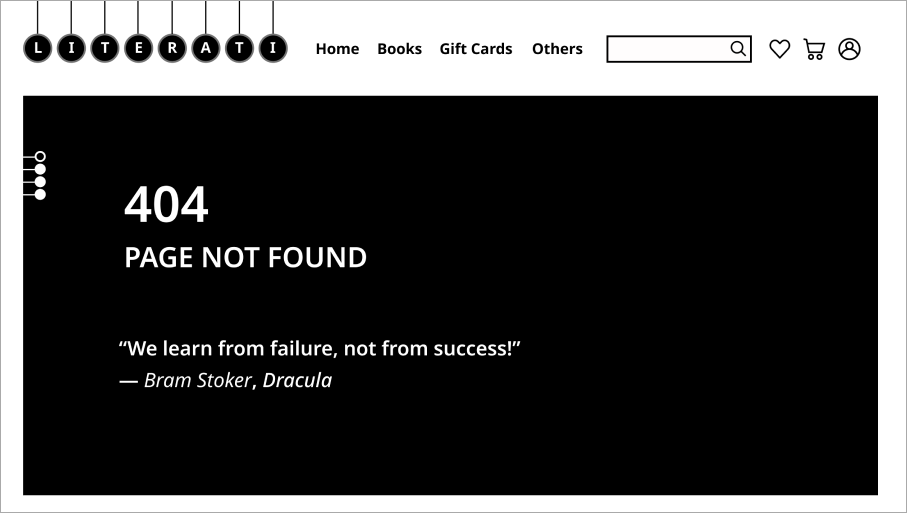 LITERATI
Home Books Gift Cards Others
404
PAGE NOT FOUND
“We learn from failure, not from success!”
— Bram Stoker, Dracula